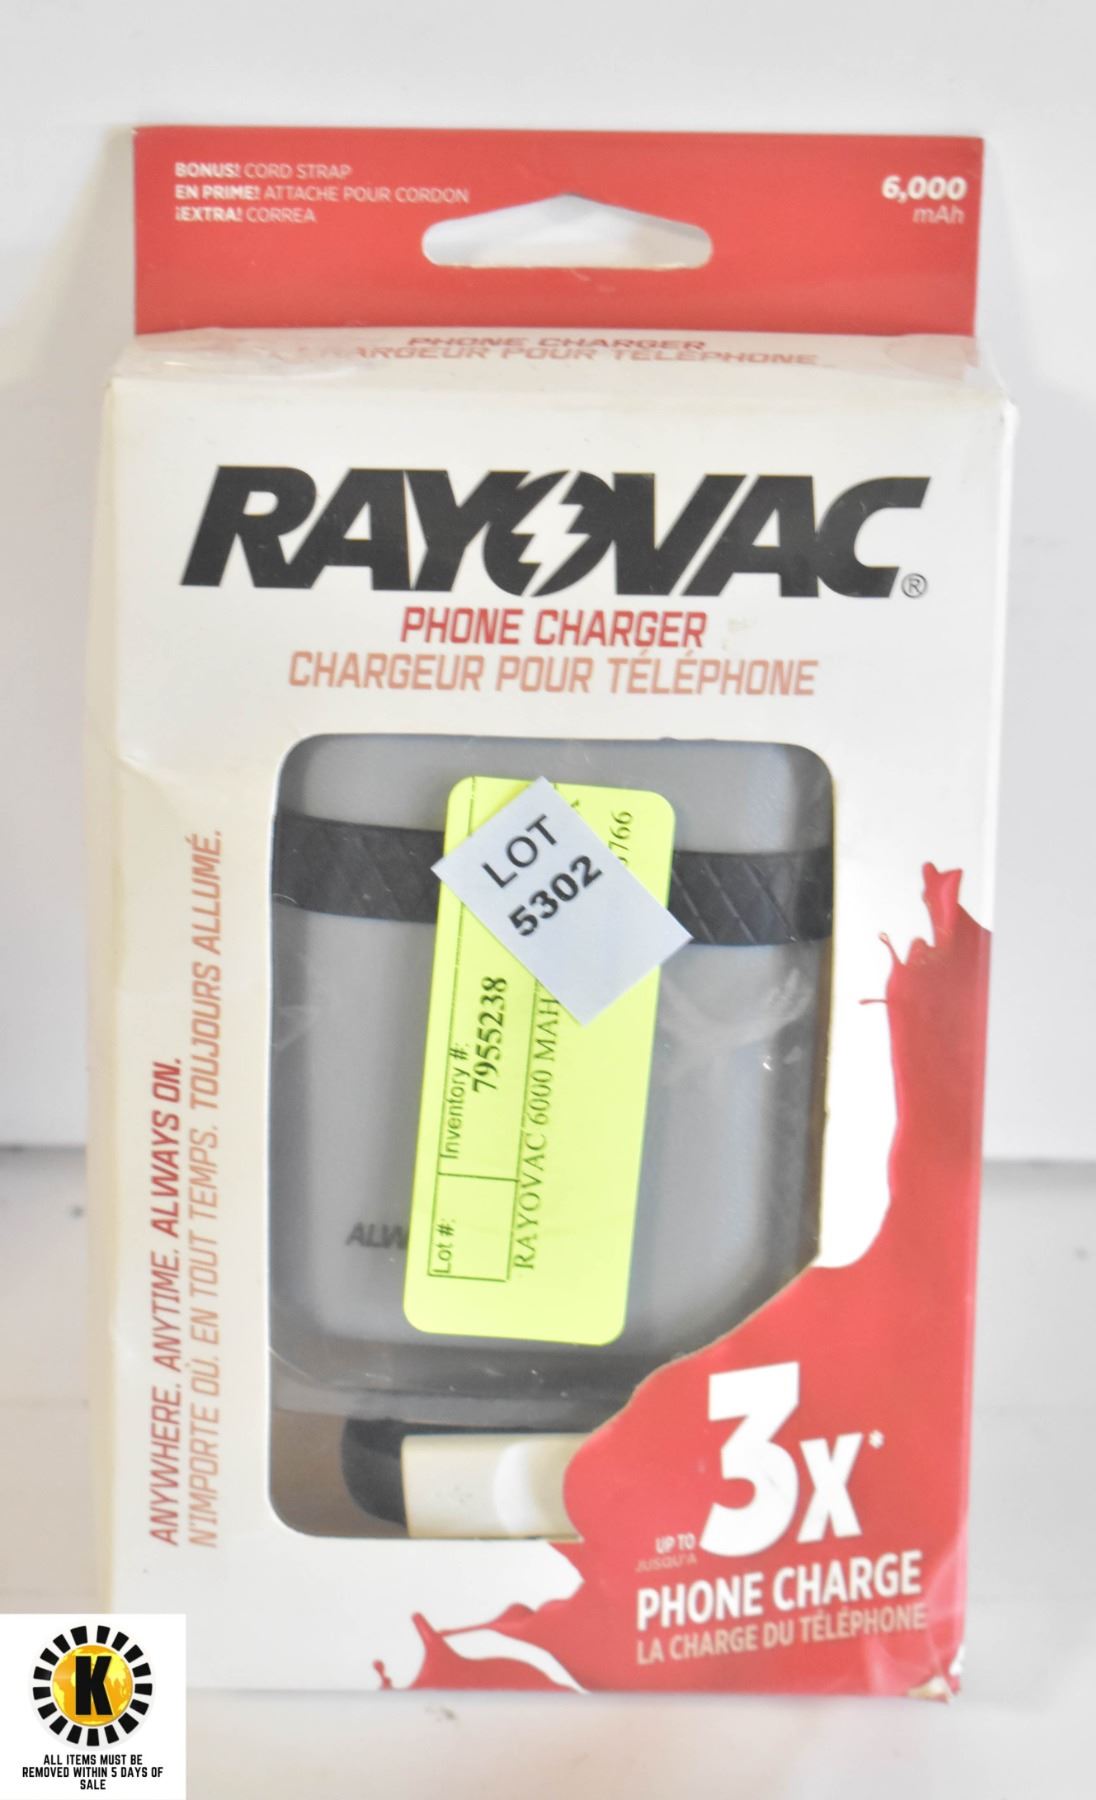 BONUS! CORD STRAP
EN PRIME! ATTACHE POUR CORDON
¡EXTRA! CORREA
6,000
mAh
PHONE CHARGER
CHARGEUR POUR TÉLÉPHONE
RAYOVAC®
PHONE CHARGER
CHARGEUR POUR TÉLÉPHONE
ANYWHERE. ANYTIME. ALWAYS ON.
N'IMPORTE OÙ. EN TOUT TEMPS. TOUJOURS ALLUMÉ.
LOT
5302
Lot #:
Inventory #:
7955238
RAYOVAC 6000 MAH
UP TO
JUSQU'À
3x*
PHONE CHARGE
LA CHARGE DU TÉLÉPHONE
K
ALL ITEMS MUST BE
REMOVED WITHIN 5 DAYS OF
SALE